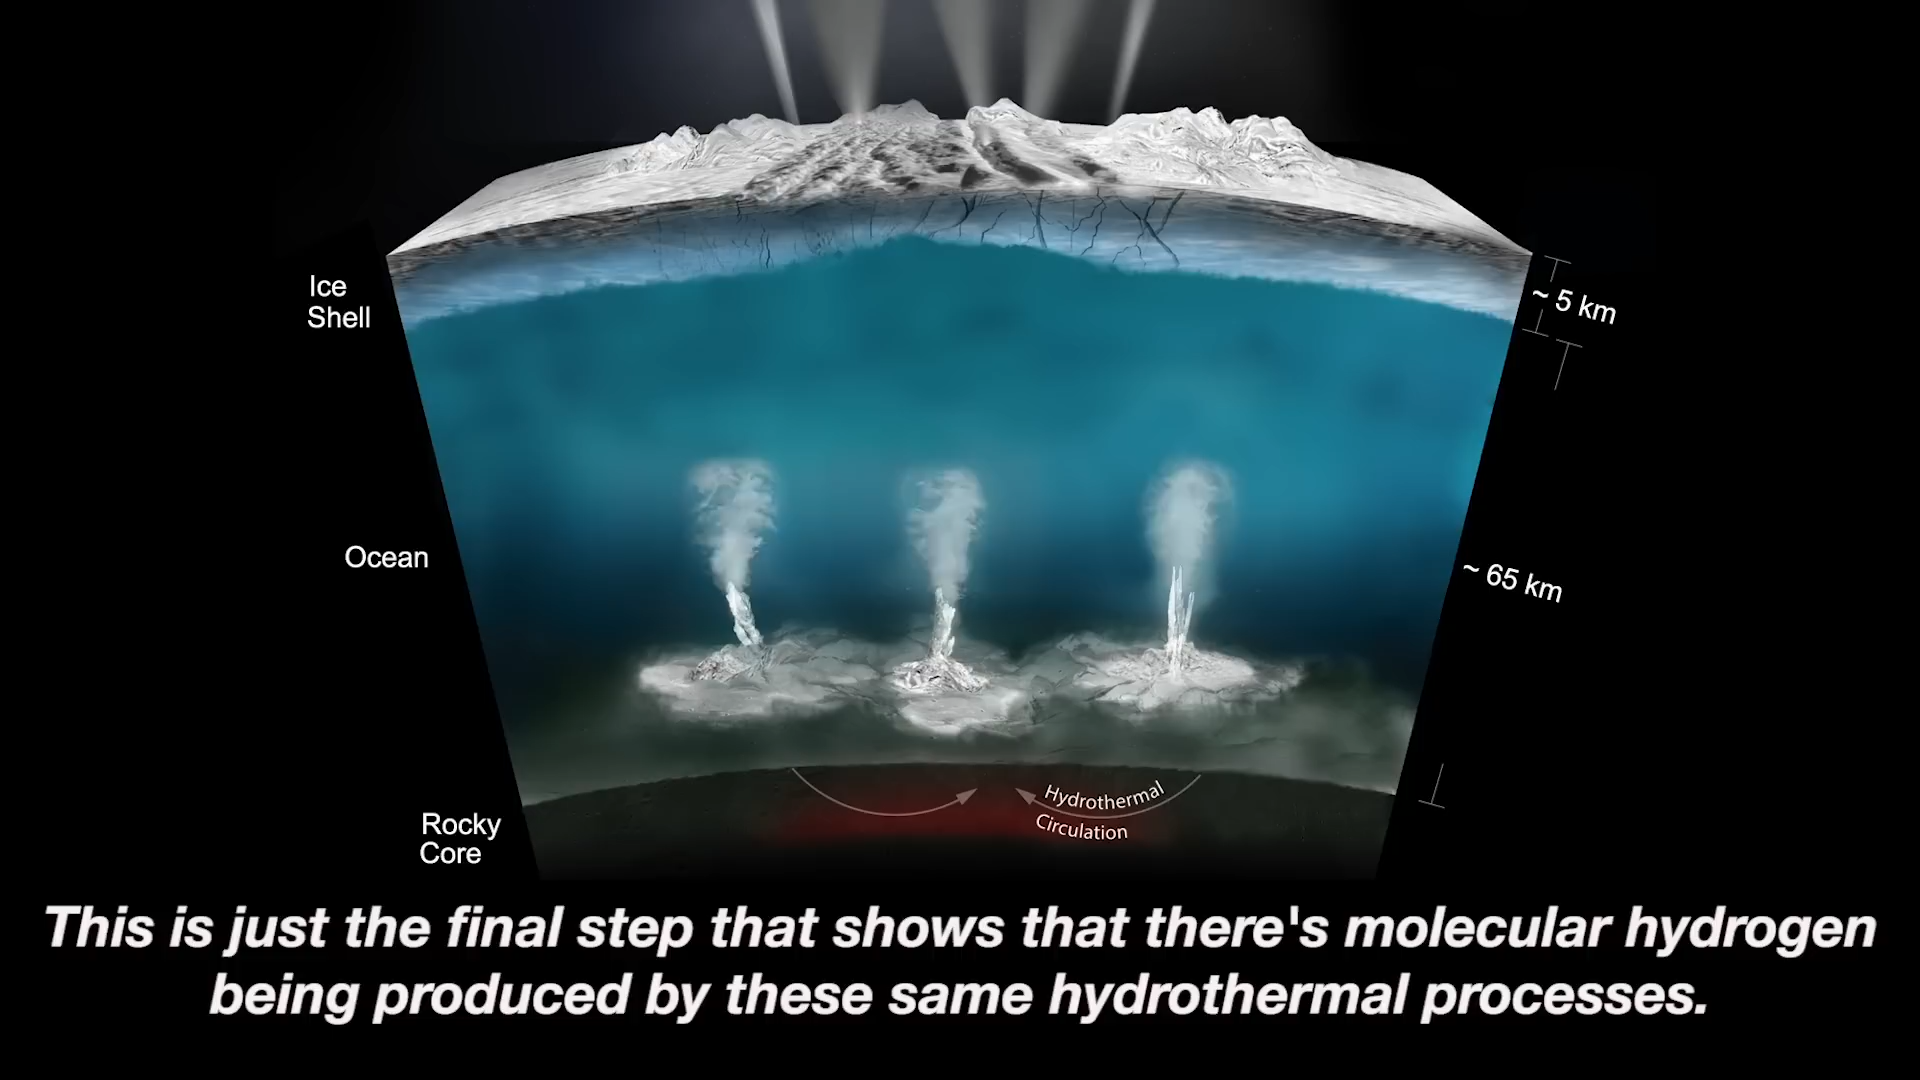 Ice
Shell
~ 5 km
Ocean
~ 65 km
Hydrothermal
Circulation
Rocky
Core
This is just the final step that shows that there's molecular hydrogen
being produced by these same hydrothermal processes.